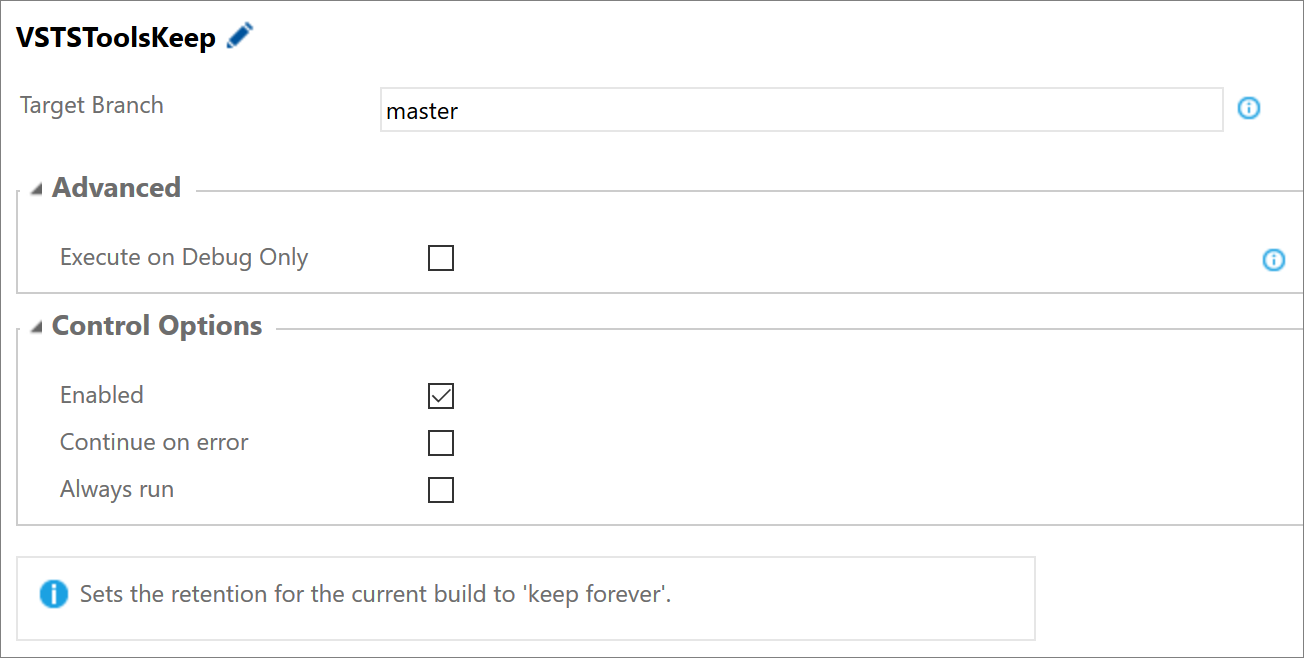 VSTSToolsKeep
Target Branch
master
Advanced
Execute on Debug Only
Control Options
Enabled
Continue on error
Always run
Sets the retention for the current build to 'keep forever'.